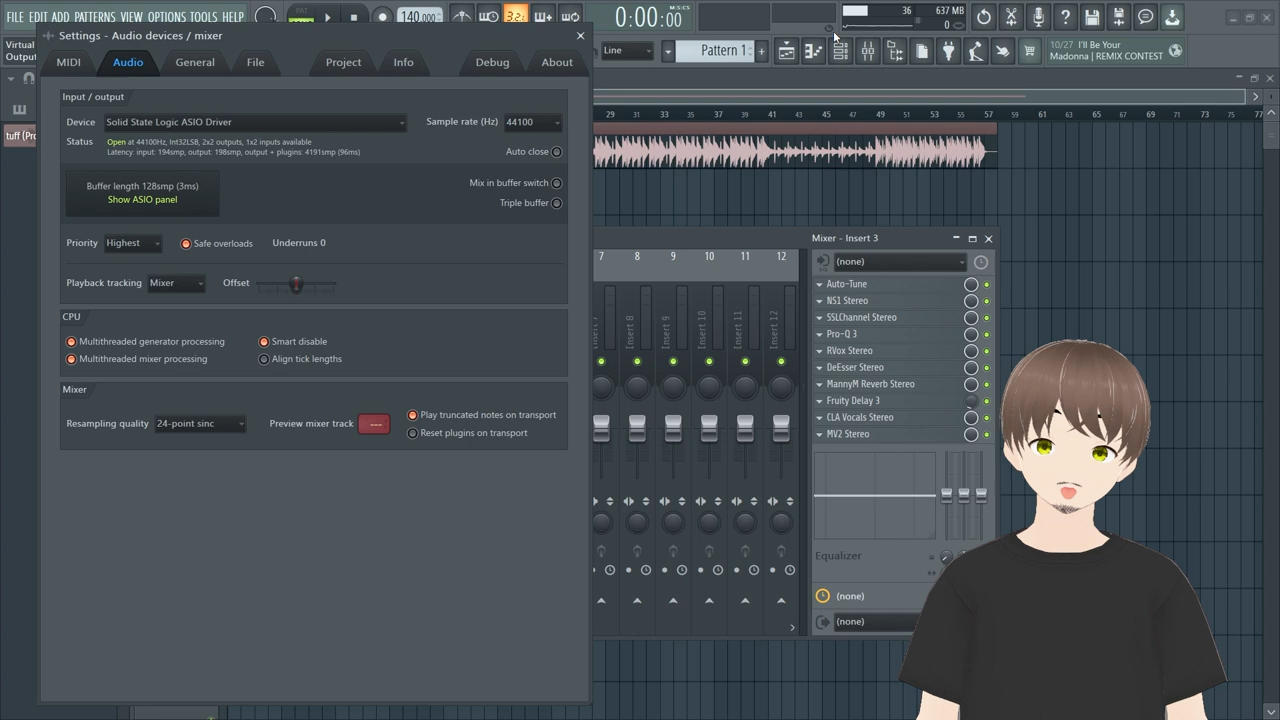 FILE EDIT ADD PATTERNS VIEW OPTIONS TOOLS HELP
PAT
140.000
3.2.
0:00:00
M:S:CS
36
637 MB
0
Virtual
Outpu
Line
Pattern 1
10/27 I'll Be Your
Madonna | REMIX CONTEST
Settings - Audio devices / mixer
MIDI
Audio
General
File
Project
Info
Debug
About
Input / output
Device
Solid State Logic ASIO Driver
Sample rate (Hz)
44100
Status
Open at 44100Hz, Int32LSB, 2x2 outputs, 1x2 inputs available
Latency: input: 194smp, output: 198smp, output + plugins: 4191smp (96ms)
Auto close
Buffer length 128smp (3ms)
Show ASIO panel
Mix in buffer switch
Triple buffer
Priority
Highest
Safe overloads
Underruns 0
Playback tracking
Mixer
Offset
CPU
Multithreaded generator processing
Smart disable
Multithreaded mixer processing
Align tick lengths
Mixer
Resampling quality
24-point sinc
Preview mixer track
---
Play truncated notes on transport
Reset plugins on transport
tuff (Pro
29 31 33 35 37 39 41 43 45 47 49 51 53 55 57 59 61 63 65 67 69 71 73 75 77
7 8 9 10 11 12
Insert 8
Insert 9
Insert 10
Insert 11
Insert 12
Mixer - Insert 3
(none)
Auto-Tune
NS1 Stereo
SSLChannel Stereo
Pro-Q 3
RVox Stereo
DeEsser Stereo
MannyM Reverb Stereo
Fruity Delay 3
CLA Vocals Stereo
MV2 Stereo
Equalizer
(none)
(none)